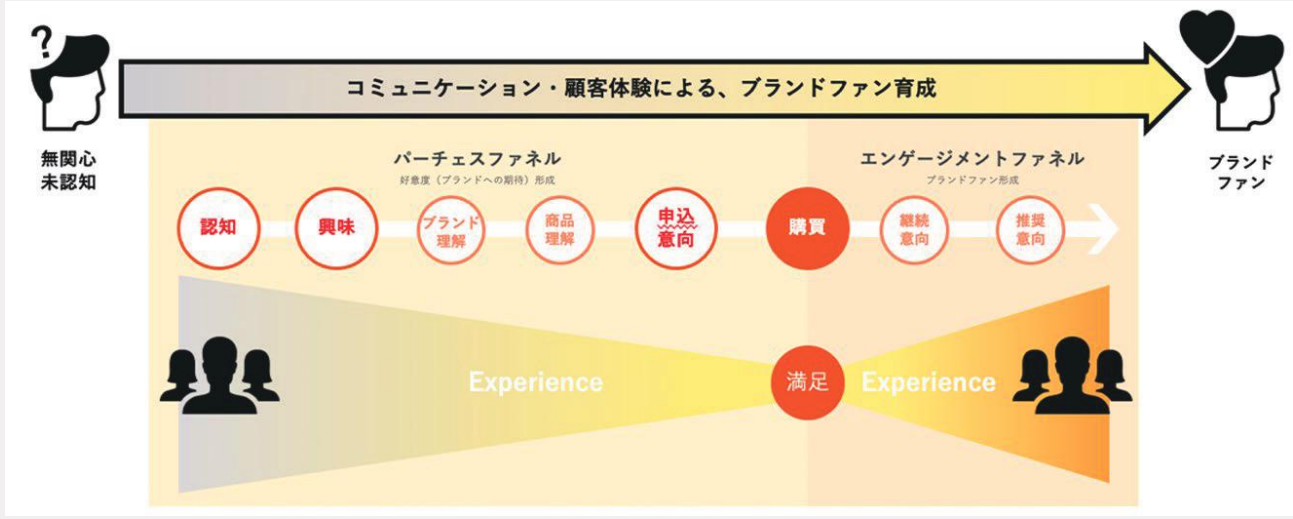 ?
コミュニケーション・顧客体験による、ブランドファン育成
無関心
未認知
ブランド
ファン
パーチェスファネル
好意度（ブランドへの期待）形成
エンゲージメントファネル
ブランドファン形成
認知
興味
ブランド
理解
商品
理解
申込
意向
購買
継続
意向
推奨
意向
Experience
満足
Experience